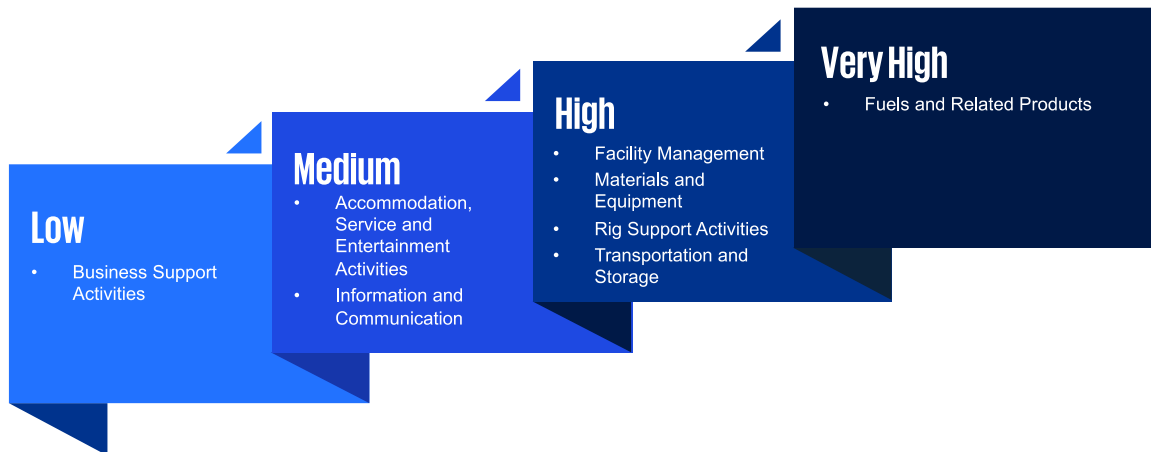 Low
• Business Support
Activities
Medium
• Accommodation,
Service and
Entertainment
Activities
• Information and
Communication
High
• Facility Management
• Materials and
Equipment
• Rig Support Activities
• Transportation and
Storage
Very High
• Fuels and Related Products